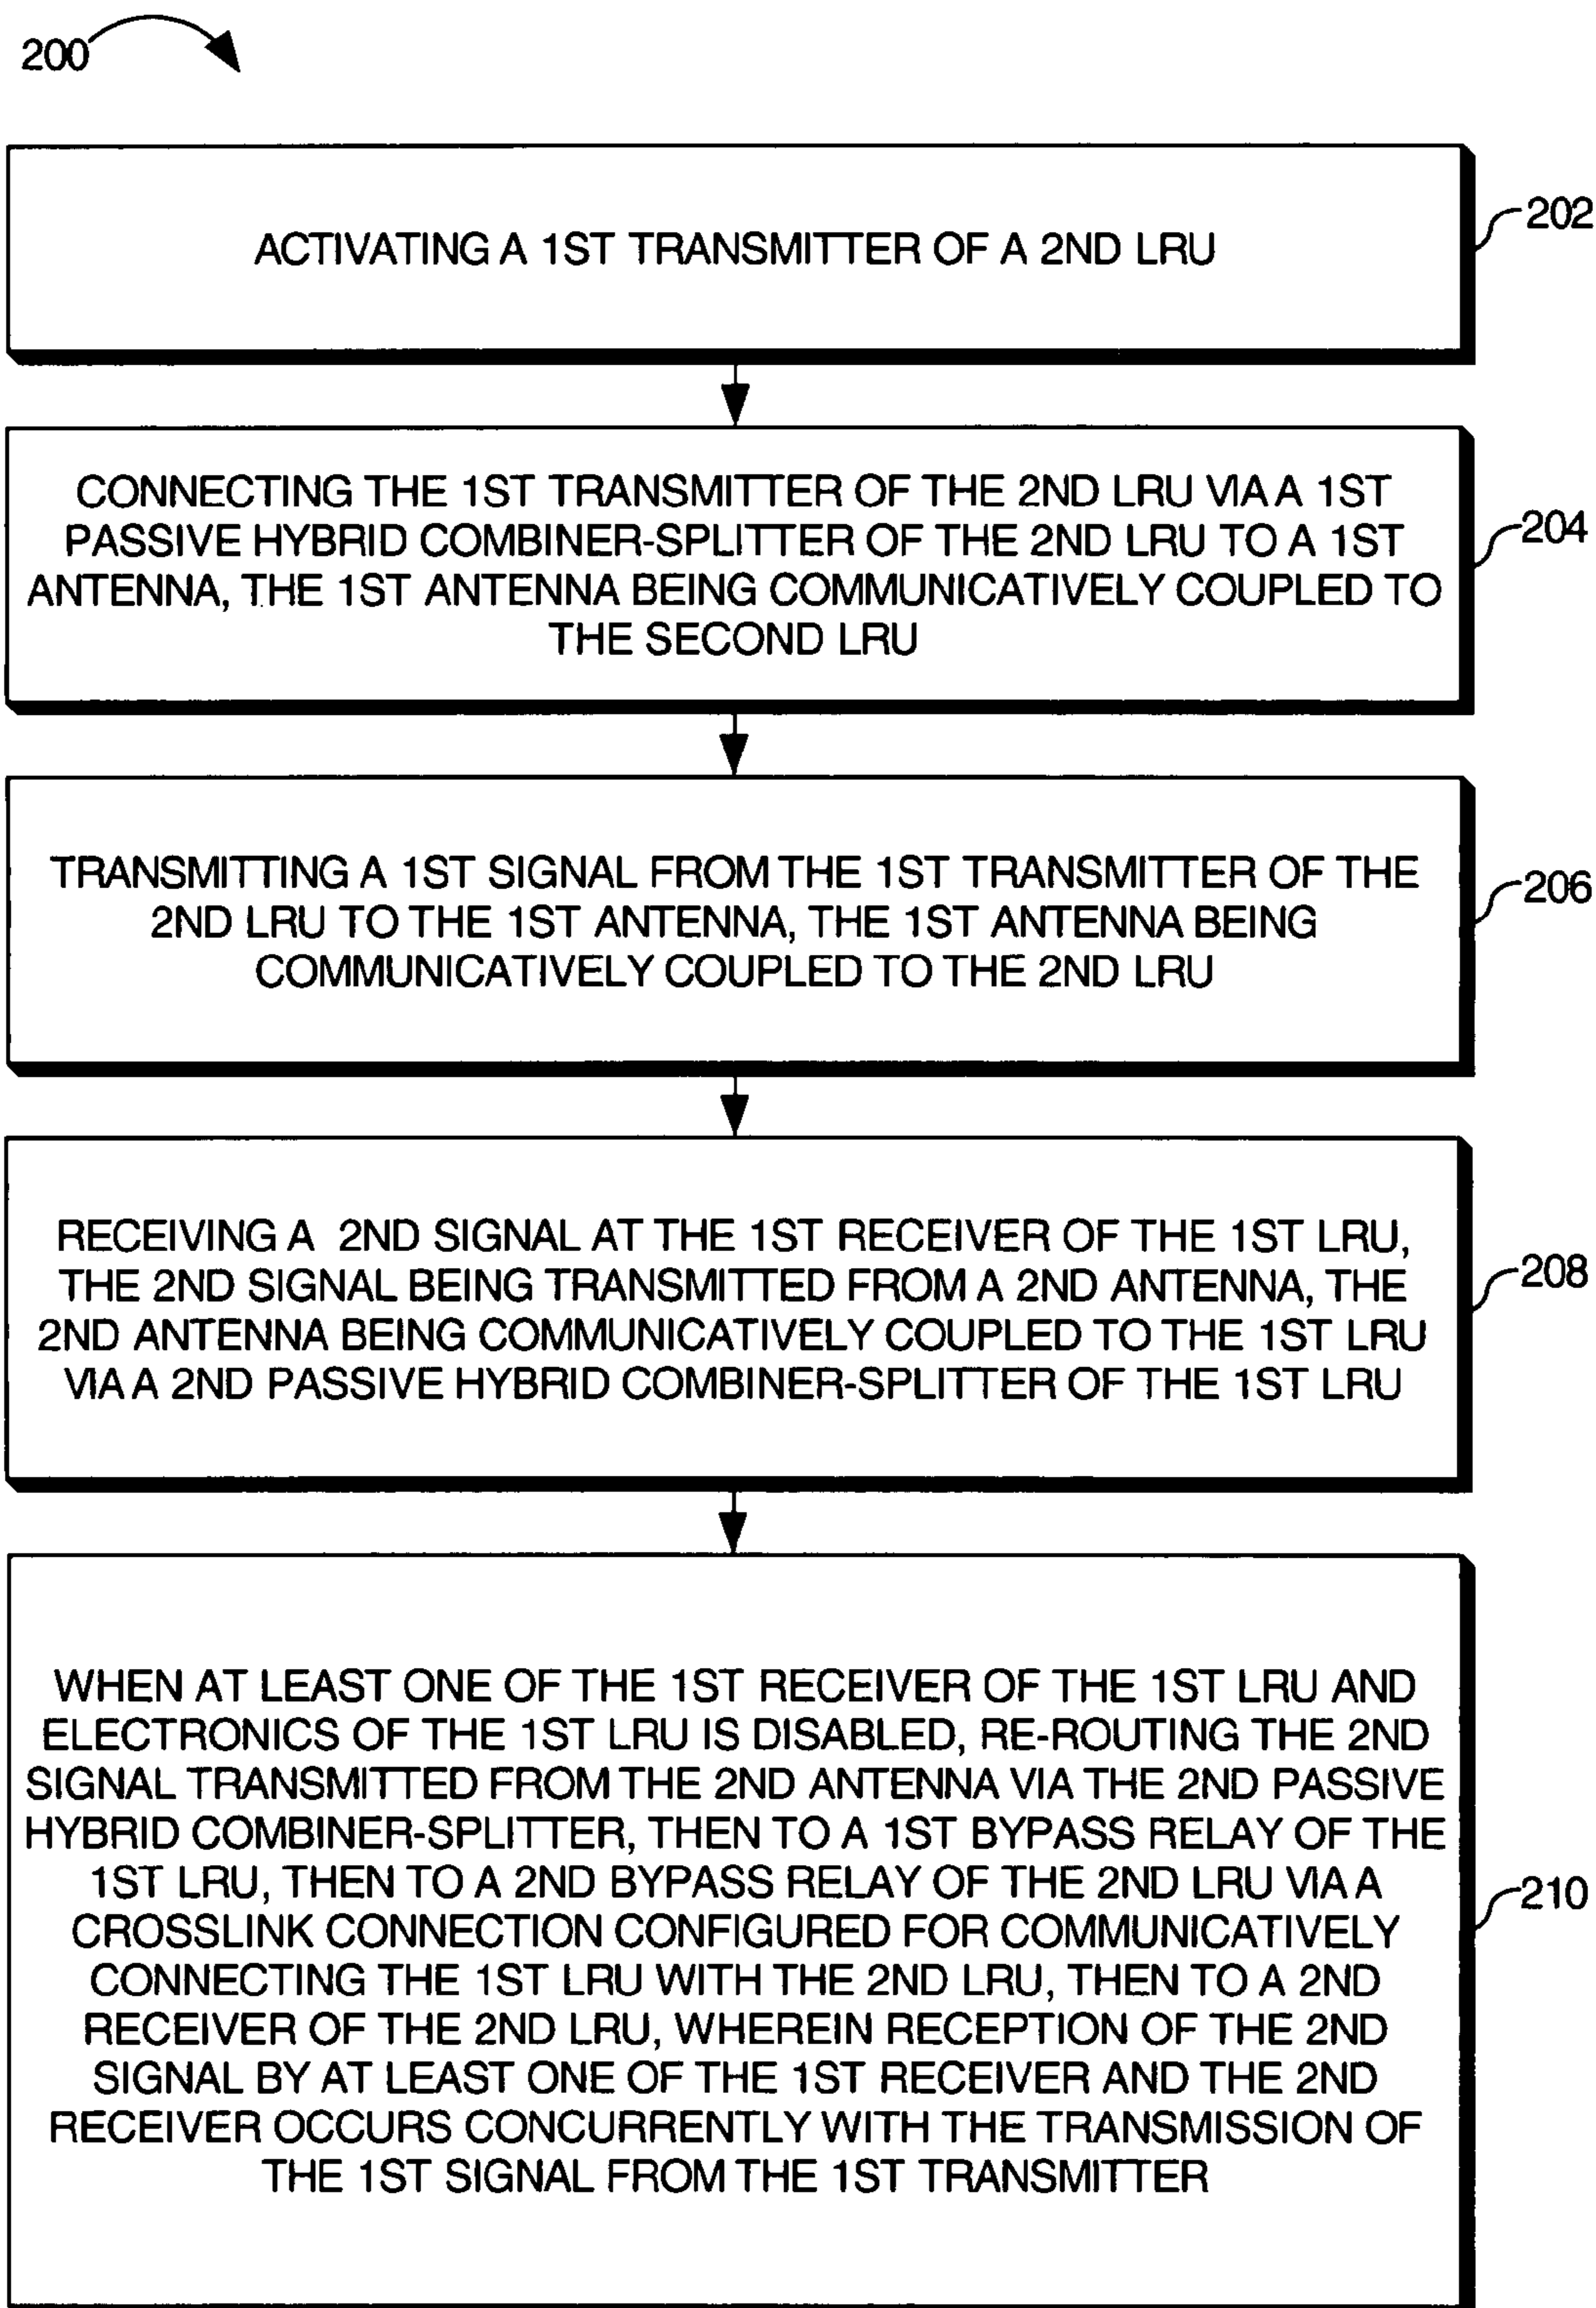 200
ACTIVATING A 1ST TRANSMITTER OF A 2ND LRU
202
CONNECTING THE 1ST TRANSMITTER OF THE 2ND LRU VIA A 1ST
PASSIVE HYBRID COMBINER-SPLITTER OF THE 2ND LRU TO A 1ST
ANTENNA, THE 1ST ANTENNA BEING COMMUNICATIVELY COUPLED TO
THE SECOND LRU
204
TRANSMITTING A 1ST SIGNAL FROM THE 1ST TRANSMITTER OF THE
2ND LRU TO THE 1ST ANTENNA, THE 1ST ANTENNA BEING
COMMUNICATIVELY COUPLED TO THE 2ND LRU
206
RECEIVING A 2ND SIGNAL AT THE 1ST RECEIVER OF THE 1ST LRU,
THE 2ND SIGNAL BEING TRANSMITTED FROM A 2ND ANTENNA, THE
2ND ANTENNA BEING COMMUNICATIVELY COUPLED TO THE 1ST LRU
VIA A 2ND PASSIVE HYBRID COMBINER-SPLITTER OF THE 1ST LRU
208
WHEN AT LEAST ONE OF THE 1ST RECEIVER OF THE 1ST LRU AND
ELECTRONICS OF THE 1ST LRU IS DISABLED, RE-ROUTING THE 2ND
SIGNAL TRANSMITTED FROM THE 2ND ANTENNA VIA THE 2ND PASSIVE
HYBRID COMBINER-SPLITTER, THEN TO A 1ST BYPASS RELAY OF THE
1ST LRU, THEN TO A 2ND BYPASS RELAY OF THE 2ND LRU VIA A
CROSSLINK CONNECTION CONFIGURED FOR COMMUNICATIVELY
CONNECTING THE 1ST LRU WITH THE 2ND LRU, THEN TO A 2ND
RECEIVER OF THE 2ND LRU, WHEREIN RECEPTION OF THE 2ND
SIGNAL BY AT LEAST ONE OF THE 1ST RECEIVER AND THE 2ND
RECEIVER OCCURS CONCURRENTLY WITH THE TRANSMISSION OF
THE 1ST SIGNAL FROM THE 1ST TRANSMITTER
210